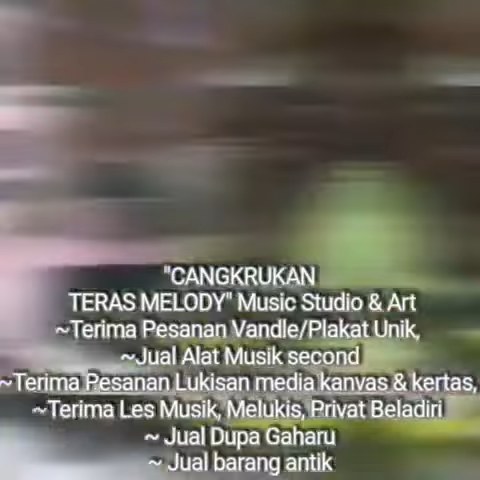 "CANGKRUKAN
TERAS MELODY" Music Studio & Art
~Terima Pesanan Vandle/Plakat Unik,
~Jual Alat Musik second
~Terima Pesanan Lukisan media kanvas & kertas,
~Terima Les Musik, Melukis, Privat Beladiri
~ Jual Dupa Gaharu
~ Jual barang antik